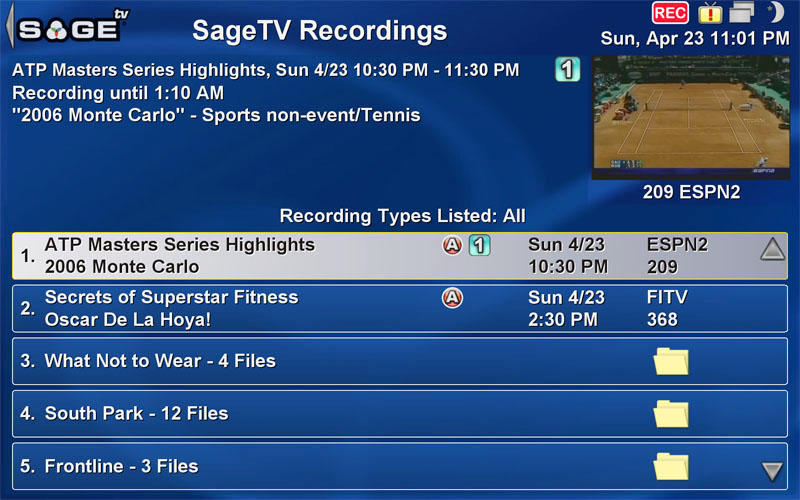 SAGE tv
SageTV Recordings
REC
Sun, Apr 23 11:01 PM
ATP Masters Series Highlights, Sun 4/23 10:30 PM - 11:30 PM
1
Recording until 1:10 AM
"2006 Monte Carlo" - Sports non-event/Tennis
ESPN2
209 ESPN2
Recording Types Listed: All
1. ATP Masters Series Highlights A 1 Sun 4/23 ESPN2
2006 Monte Carlo 10:30 PM 209
2. Secrets of Superstar Fitness A Sun 4/23 FITV
Oscar De La Hoya! 2:30 PM 368
3. What Not to Wear - 4 Files
4. South Park - 12 Files
5. Frontline - 3 Files